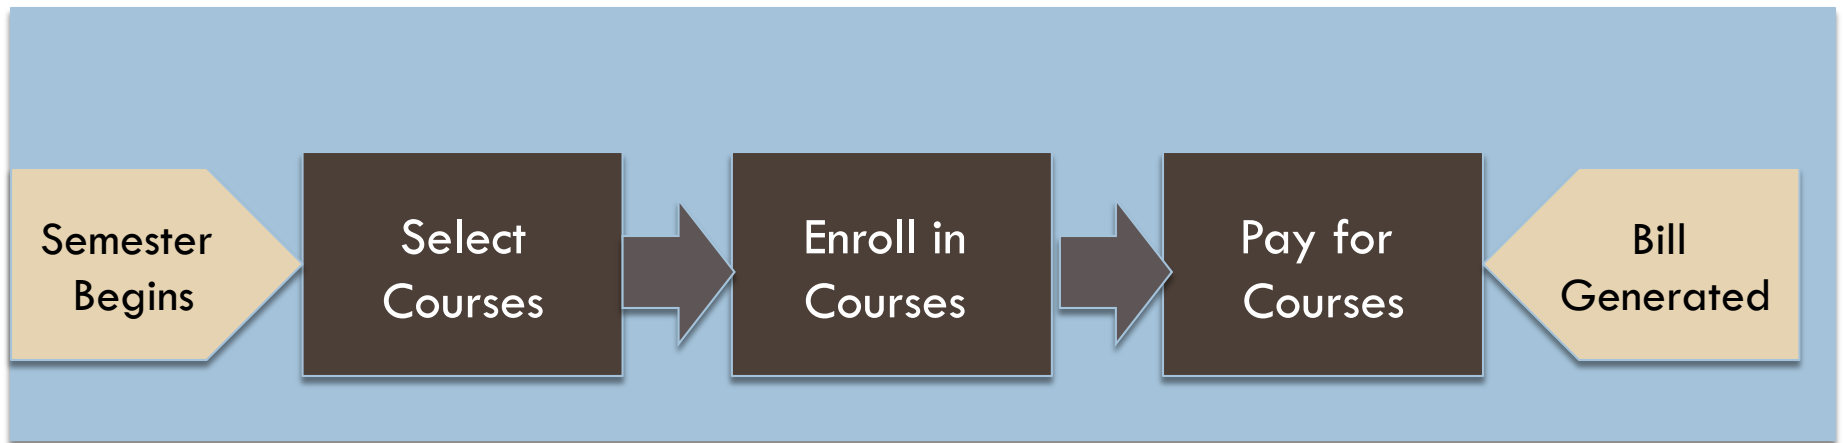 Semester
Begins
Select
Courses
Enroll in
Courses
Pay for
Courses
Bill
Generated